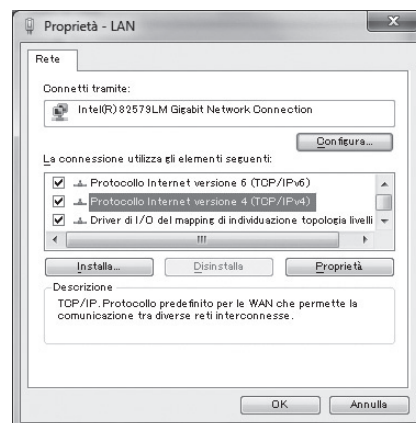 Proprietà - LAN
x
Rete
Connetti tramite:
Intel(R) 82579LM Gigabit Network Connection
Configura...
La connessione utilizza gli elementi seguenti:
Protocollo Internet versione 6 (TCP/IPv6)
Protocollo Internet versione 4 (TCP/IPv4)
Driver di I/O del mapping di individuazione topologia livelli
Installa...
Disinstalla
Proprietà
Descrizione
TCP/IP. Protocollo predefinito per le WAN che permette la
comunicazione tra diverse reti interconnesse.
OK
Annulla